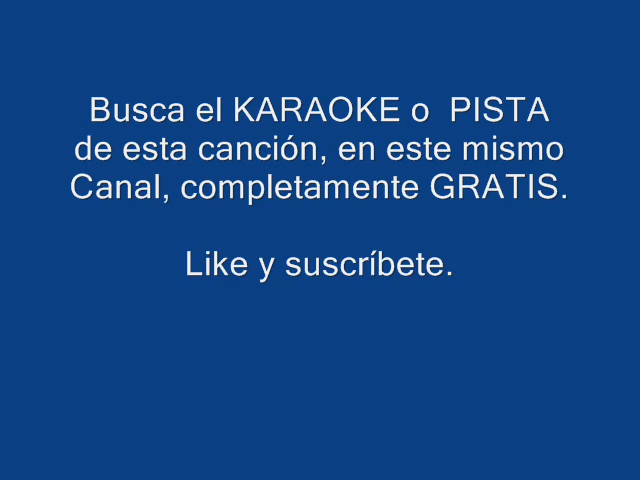 Busca el KARAOKE o  PISTA
de esta canción, en este mismo
Canal, completamente GRATIS.
Like y suscríbete.